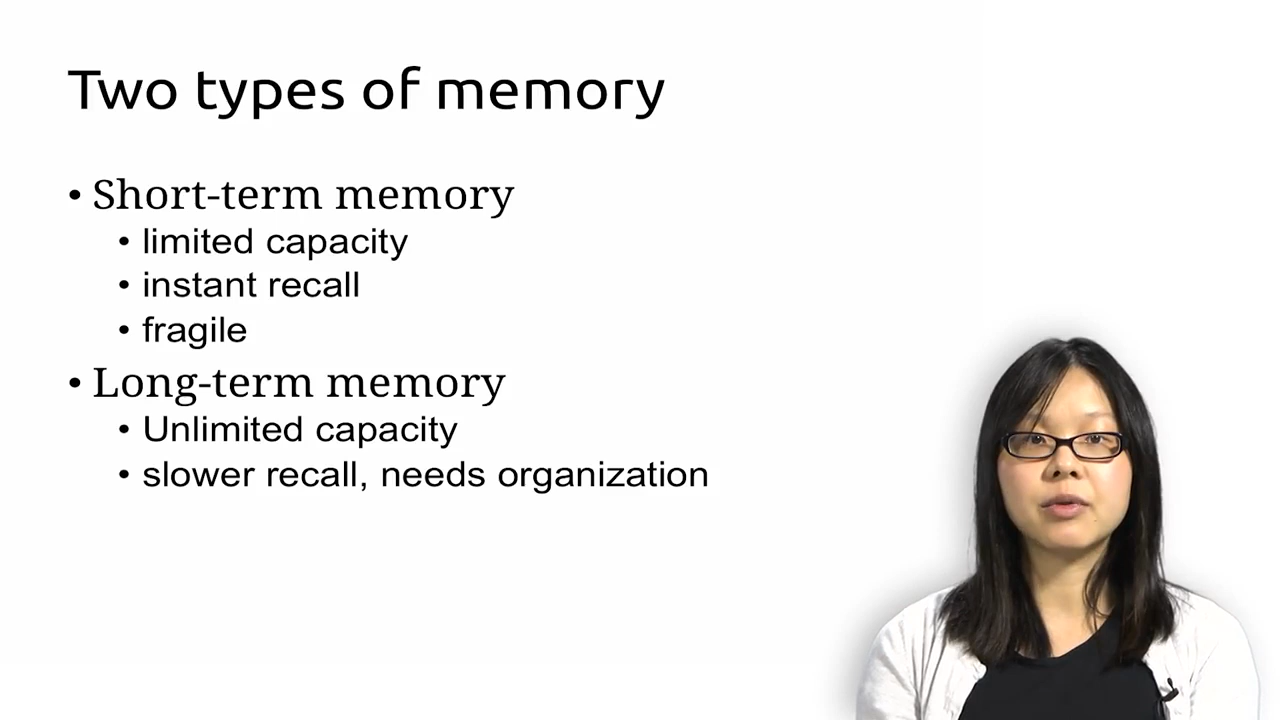 Two types of memory
• Short-term memory
• limited capacity
• instant recall
• fragile
• Long-term memory
• Unlimited capacity
• slower recall, needs organization